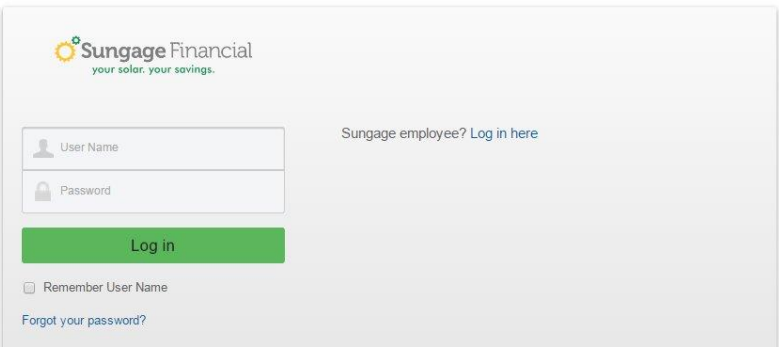 Sungage Financial
your solar. your savings.
User Name
Password
Log in
Remember User Name
Forgot your password?
Sungage employee? Log in here